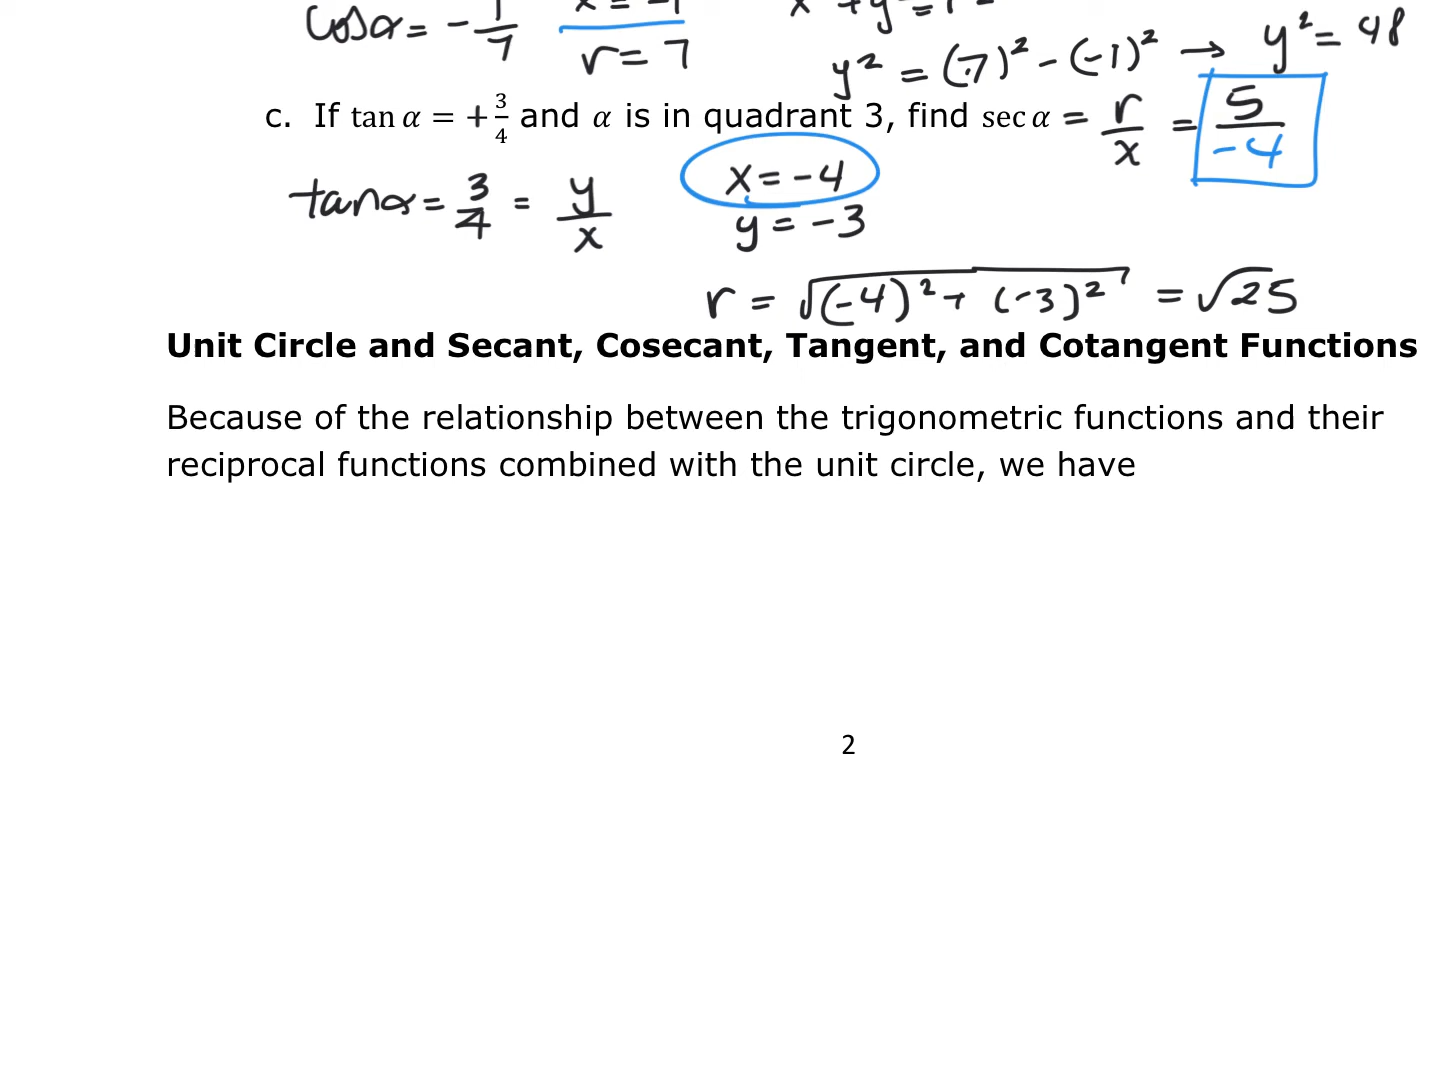 cos α = - 1/7 x = -1 x² + y² = r²
r = 7 y² = (7)² - (-1)² → y² = 48
c. If tan α = + 3/4 and α is in quadrant 3, find sec α = r/x = 5/-4
tan α = 3/4 = y/x x = -4
y = -3
r = √(-4)² + (-3)² = √25
Unit Circle and Secant, Cosecant, Tangent, and Cotangent Functions
Because of the relationship between the trigonometric functions and their
reciprocal functions combined with the unit circle, we have
2